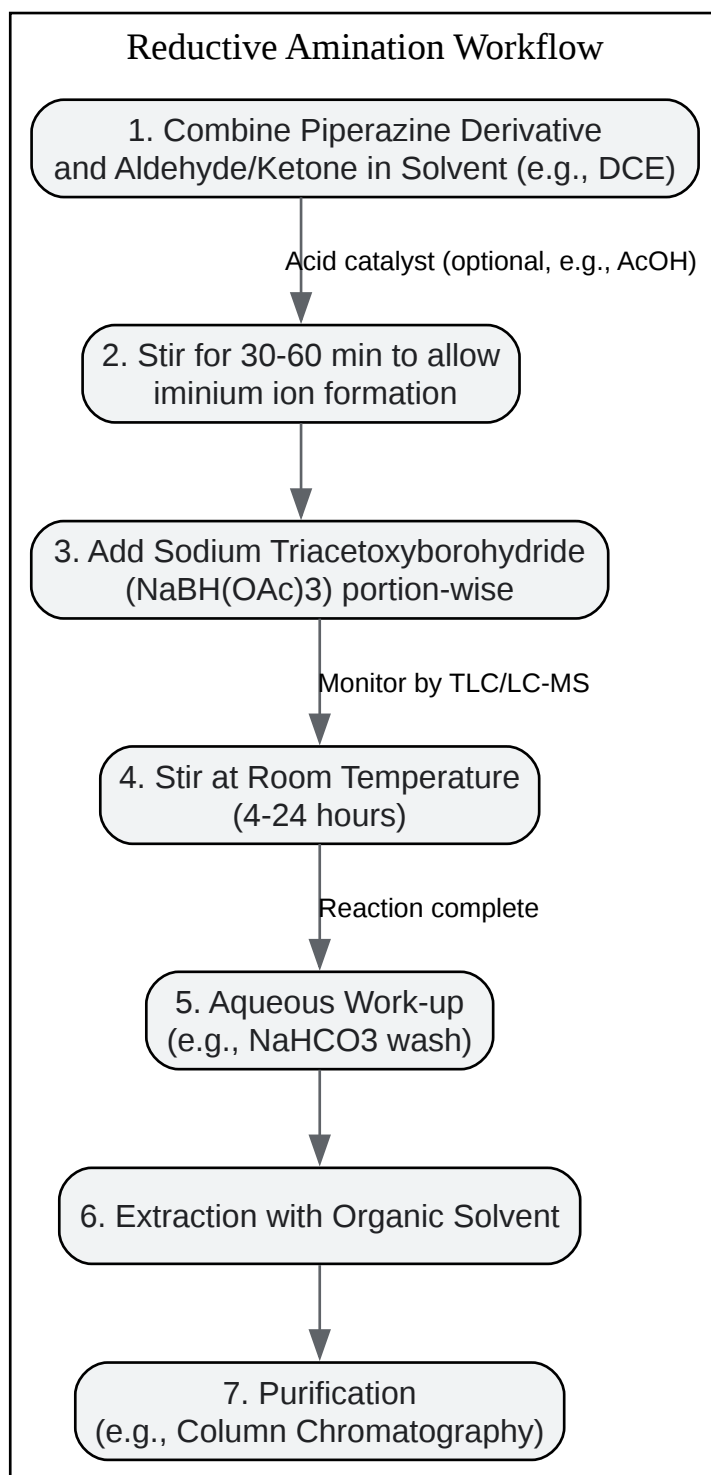 Reductive Amination Workflow
1. Combine Piperazine Derivative
and Aldehyde/Ketone in Solvent (e.g., DCE)
Acid catalyst (optional, e.g., AcOH)
2. Stir for 30-60 min to allow
iminium ion formation
3. Add Sodium Triacetoxyborohydride
(NaBH(OAc)3) portion-wise
Monitor by TLC/LC-MS
4. Stir at Room Temperature
(4-24 hours)
Reaction complete
5. Aqueous Work-up
(e.g., NaHCO3 wash)
6. Extraction with Organic Solvent
7. Purification
(e.g., Column Chromatography)